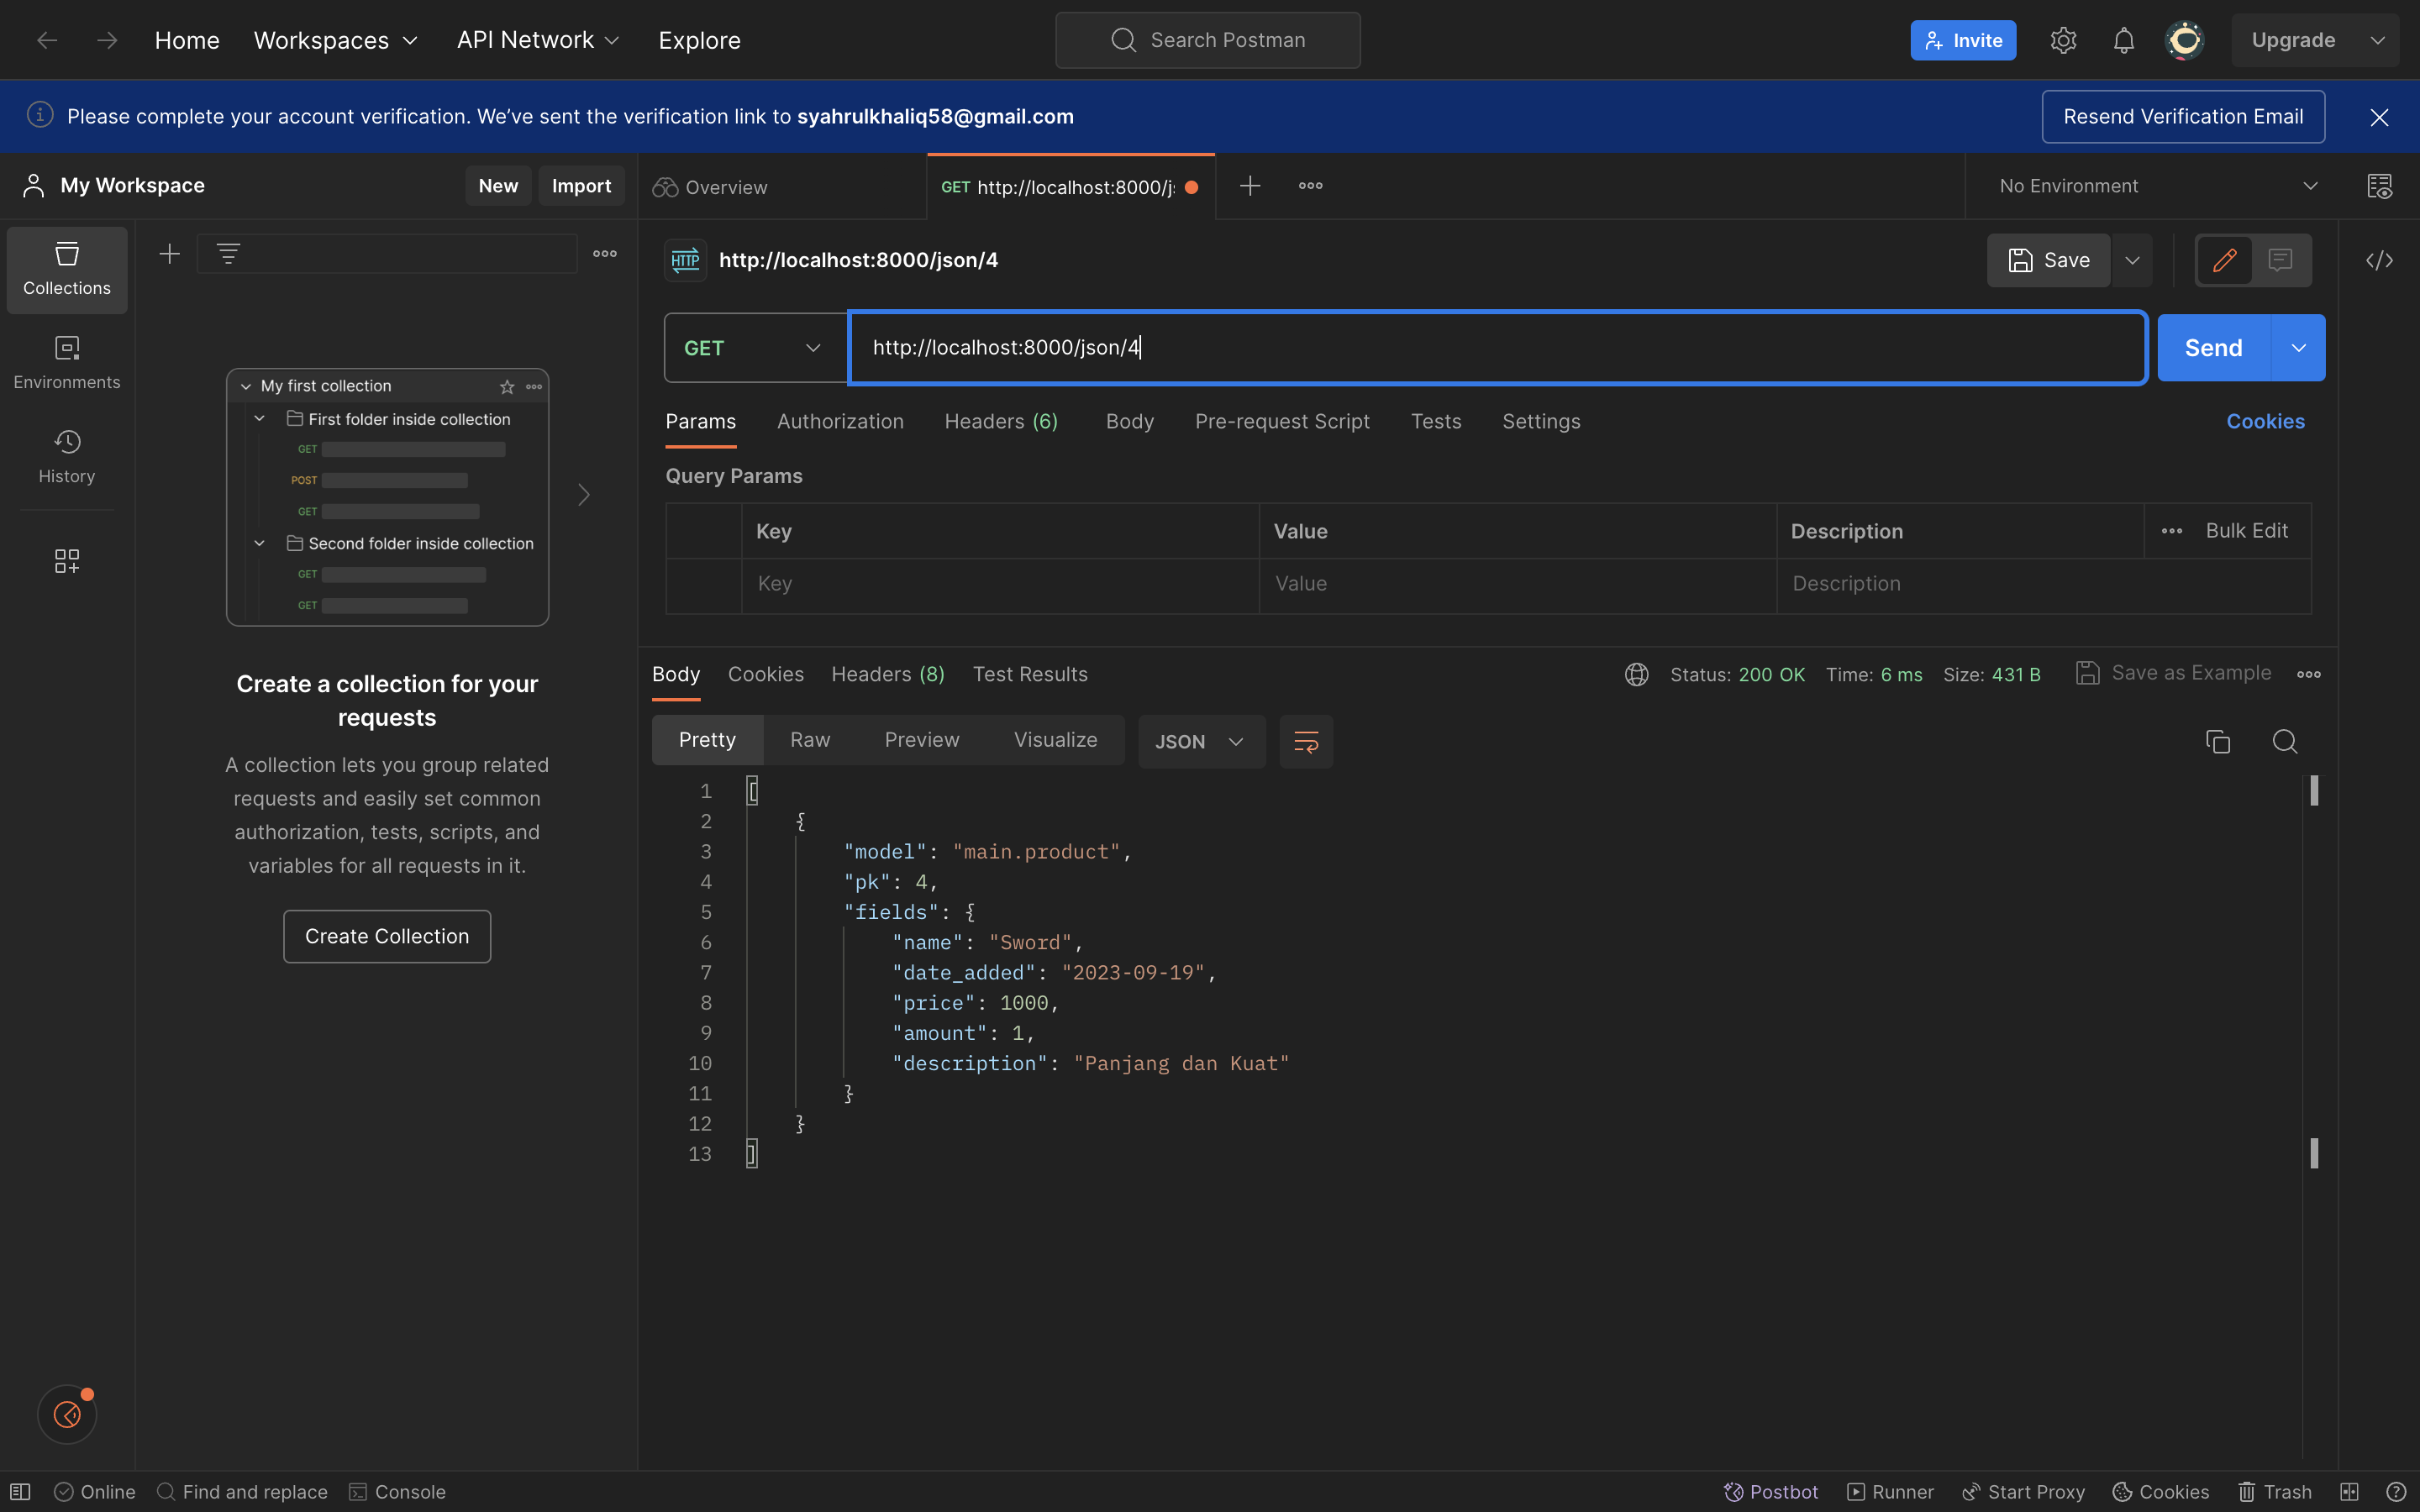 Home Workspaces API Network Explore Search Postman Invite Upgrade
Please complete your account verification. We’ve sent the verification link to syahrulkhaliq58@gmail.com Resend Verification Email
My Workspace New Import Overview GET http://localhost:8000/j No Environment
Collections
Environments
History
My first collection
First folder inside collection
GET
POST
GET
Second folder inside collection
GET
GET
Create a collection for your
requests
A collection lets you group related
requests and easily set common
authorization, tests, scripts, and
variables for all requests in it.
Create Collection
HTTP http://localhost:8000/json/4 Save
GET http://localhost:8000/json/4 Send
Params Authorization Headers (6) Body Pre-request Script Tests Settings Cookies
Query Params
Key Value Description Bulk Edit
Key Value Description
Body Cookies Headers (8) Test Results Status: 200 OK Time: 6 ms Size: 431 B Save as Example
Pretty Raw Preview Visualize JSON
1 [
2 {
3 "model": "main.product",
4 "pk": 4,
5 "fields": {
6 "name": "Sword",
7 "date_added": "2023-09-19",
8 "price": 1000,
9 "amount": 1,
10 "description": "Panjang dan Kuat"
11 }
12 }
13 ]
Online Find and replace Console Postbot Runner Start Proxy Cookies Trash